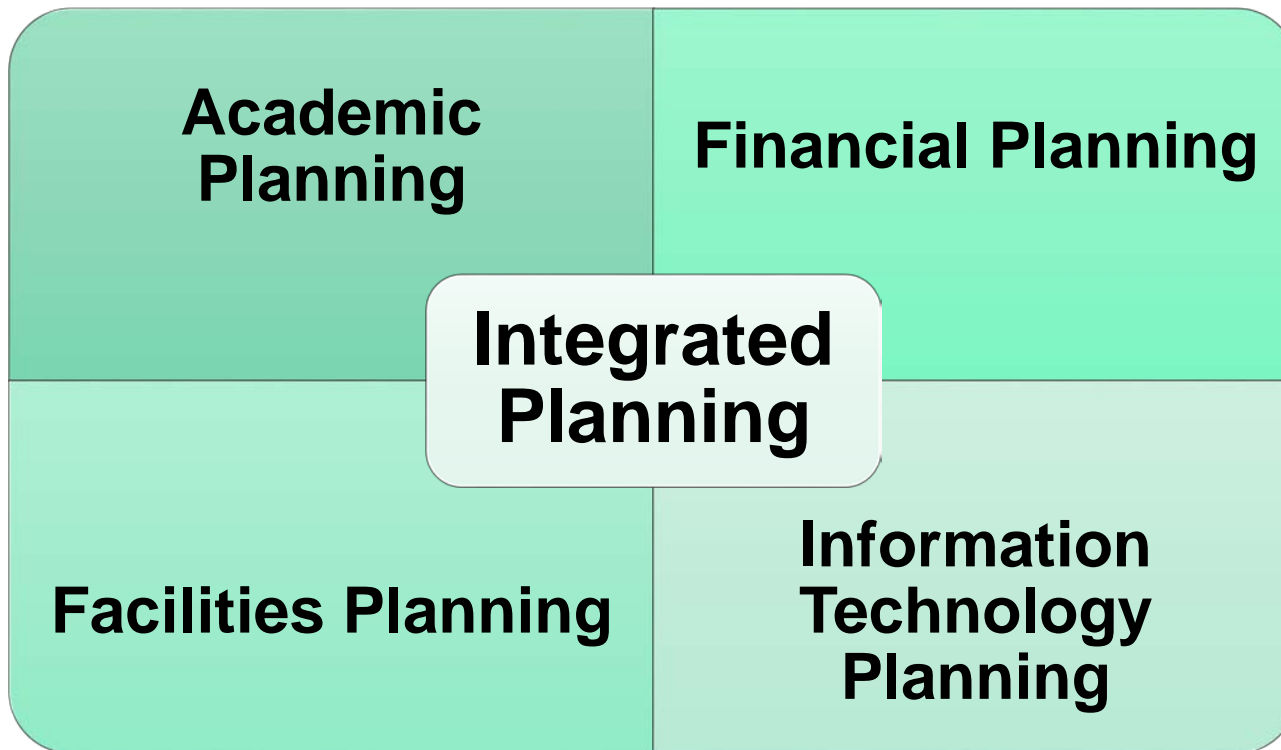 Academic
Planning
Financial Planning
Integrated
Planning
Facilities Planning
Information
Technology
Planning